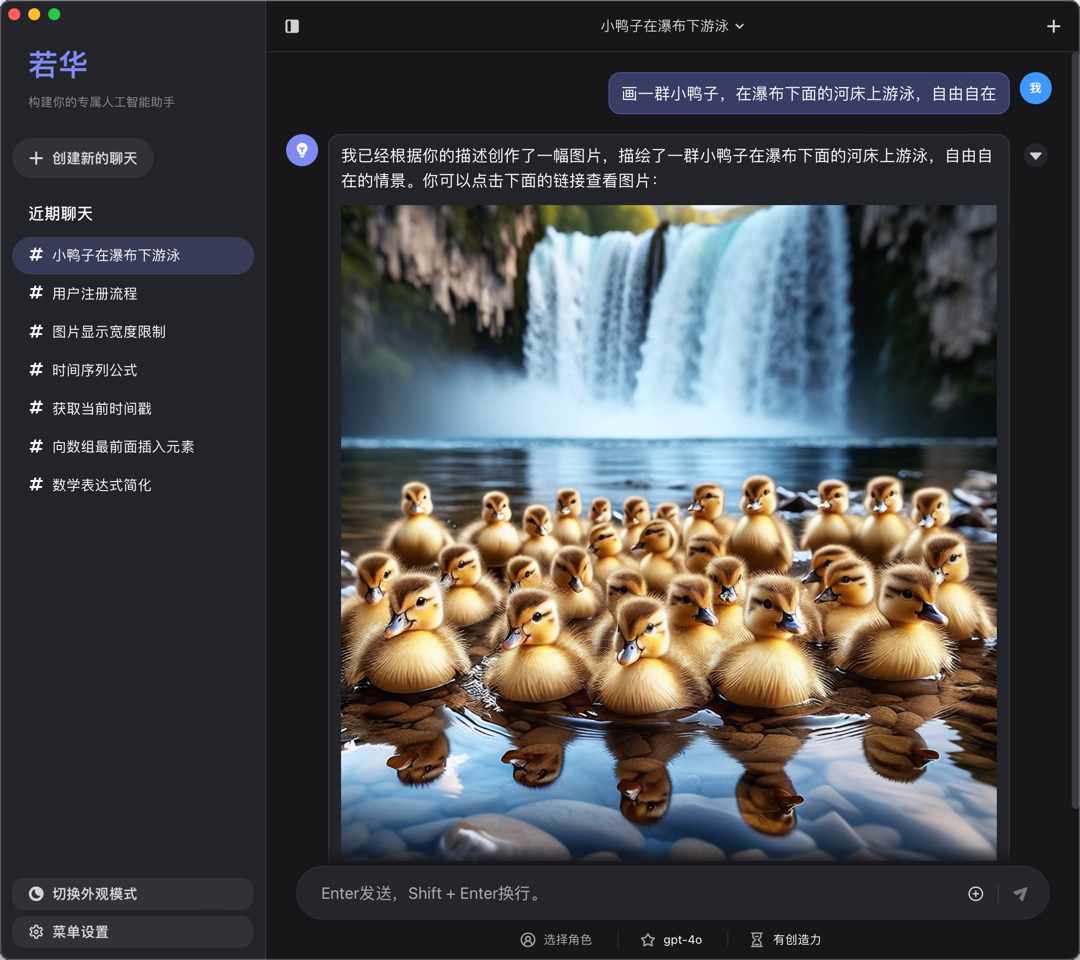 若华
构建你的专属人工智能助手
创建新的聊天
近期聊天
# 小鸭子在瀑布下游泳
# 用户注册流程
# 图片显示宽度限制
# 时间序列公式
# 获取当前时间戳
# 向数组最前面插入元素
# 数学表达式简化
切换外观模式
菜单设置
小鸭子在瀑布下游泳
画一群小鸭子，在瀑布下面的河床上游泳，自由自在
我
我已经根据你的描述创作了一幅图片，描绘了一群小鸭子在瀑布下面的河床上游泳，自由自
在的情景。你可以点击下面的链接查看图片：
Enter发送，Shift + Enter换行。
选择角色
gpt-4o
有创造力